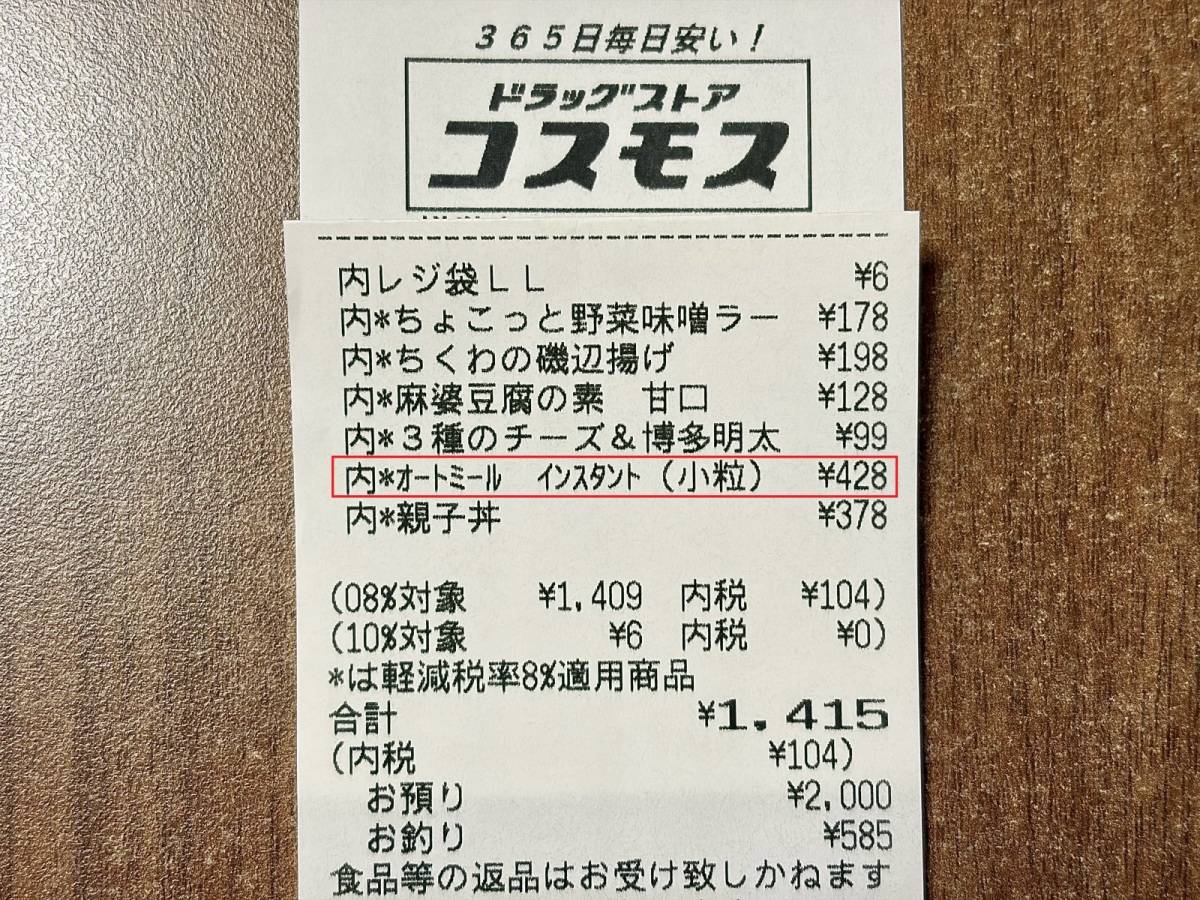 ３６５日毎日安い！
ドラッグストア
コスモス
内レジ袋ＬＬ ¥6
内*ちょこっと野菜味噌ラー ¥178
内*ちくわの磯辺揚げ ¥198
内*麻婆豆腐の素　甘口 ¥128
内*３種のチーズ＆博多明太 ¥99
内*ｵｰﾄﾐｰﾙ　ｲﾝｽﾀﾝﾄ（小粒） ¥428
内*親子丼 ¥378
(08%対象 ¥1,409 内税 ¥104)
(10%対象 ¥6 内税 ¥0)
*は軽減税率8%適用商品
合計 ¥1,415
(内税 ¥104)
お預り ¥2,000
お釣り ¥585
食品等の返品はお受け致しかねます